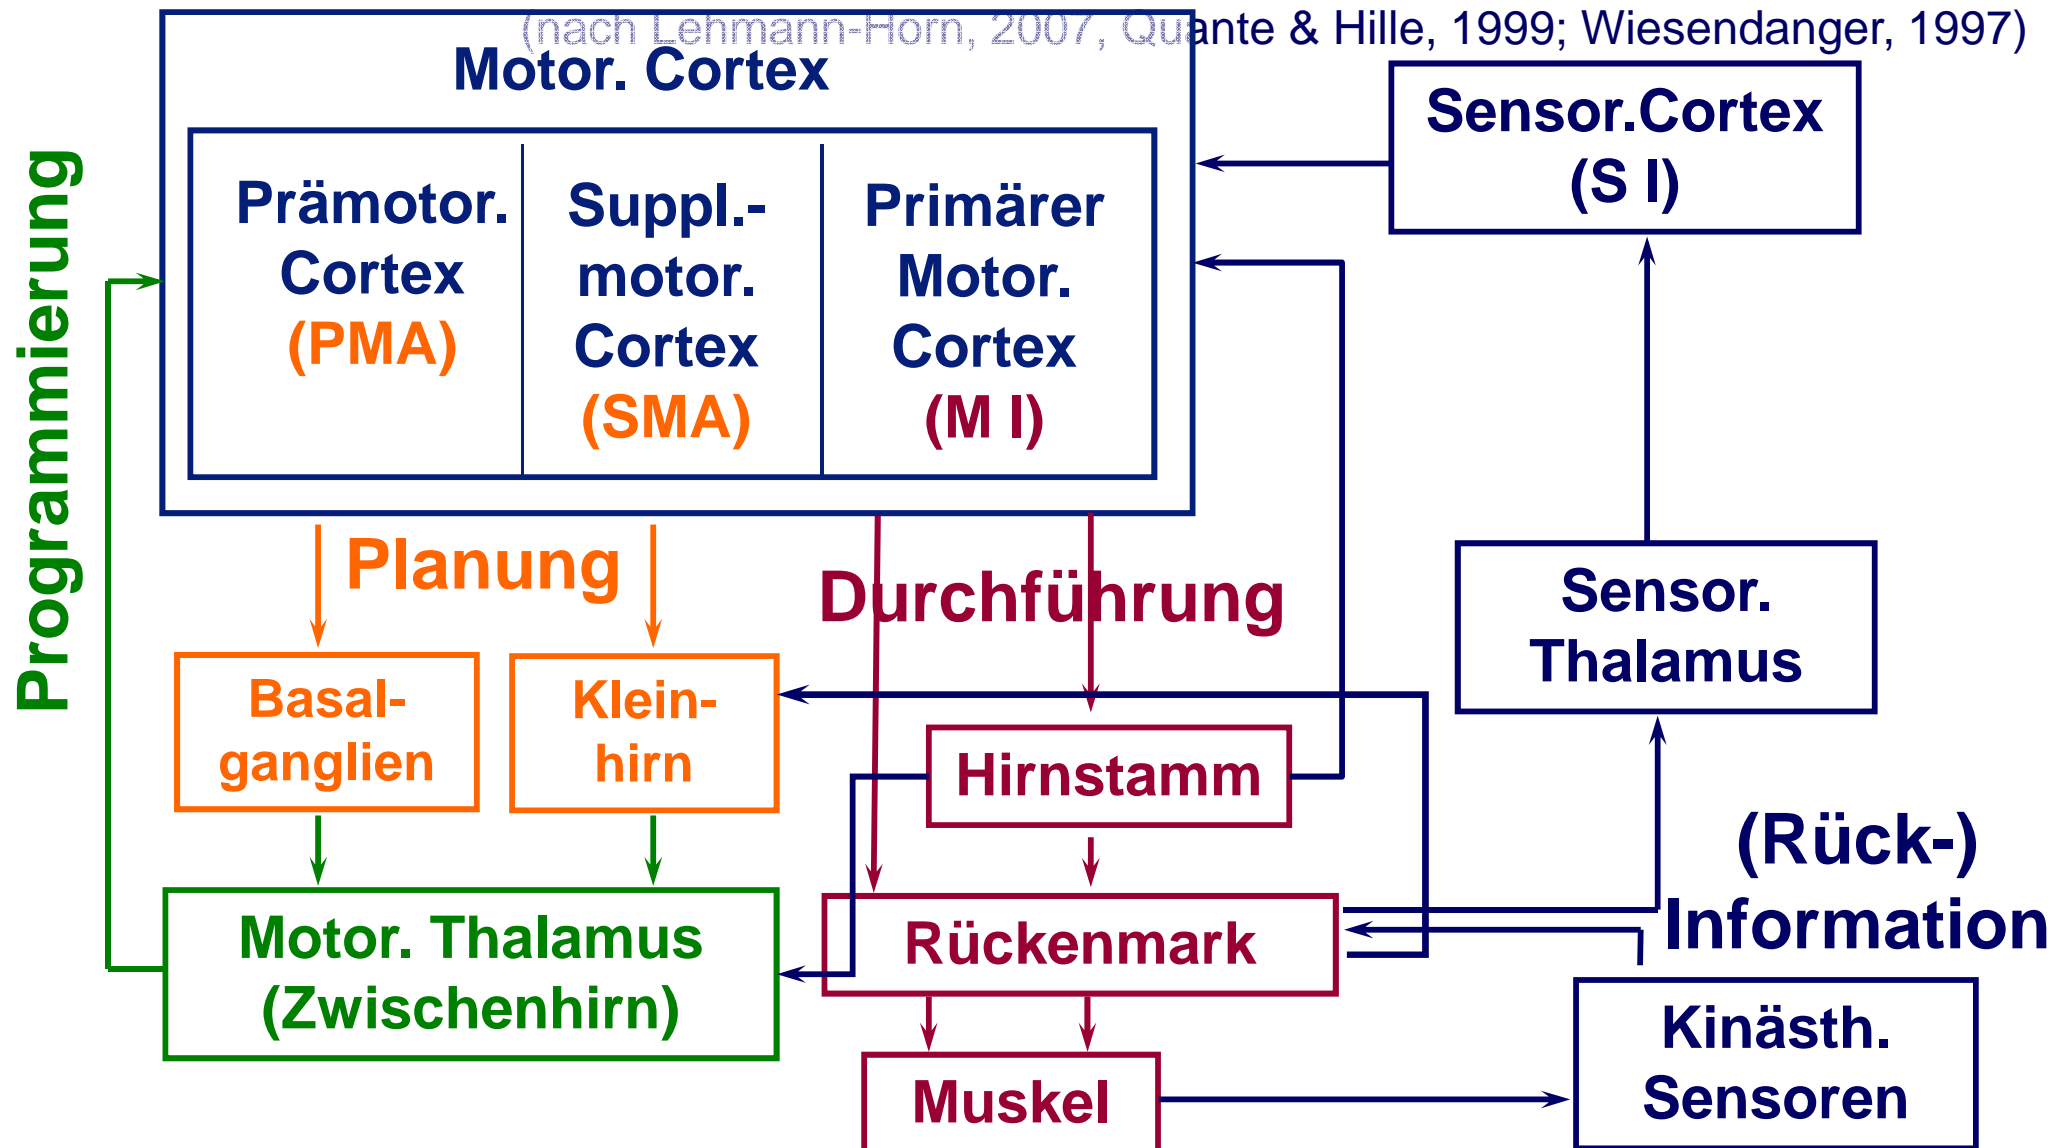 (nach Lehmann-Horn, 2007, Quante & Hille, 1999; Wiesendanger, 1997)
Motor. Cortex
Prämotor.
Cortex
(PMA)
Suppl.-
motor.
Cortex
(SMA)
Primärer
Motor.
Cortex
(M I)
Sensor.Cortex
(S I)
Programmierung
Planung
Durchführung
Sensor.
Thalamus
Basal-
ganglien
Klein-
hirn
Hirnstamm
(Rück-)
Information
Motor. Thalamus
(Zwischenhirn)
Rückenmark
Kinästh.
Sensoren
Muskel